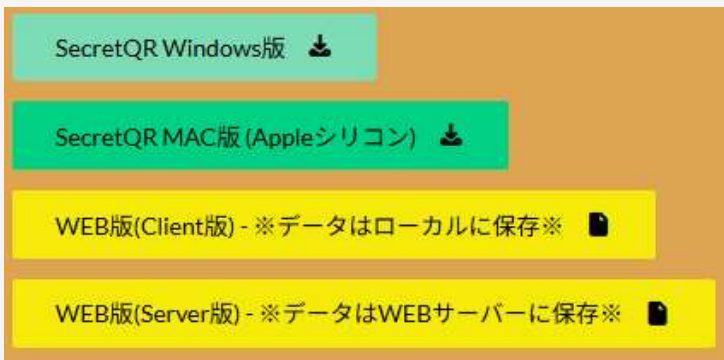 SecretQR Windows版
SecretQR MAC版 (Appleシリコン)
WEB版(Client版) - ※データはローカルに保存※
WEB版(Server版) - ※データはWEBサーバーに保存※